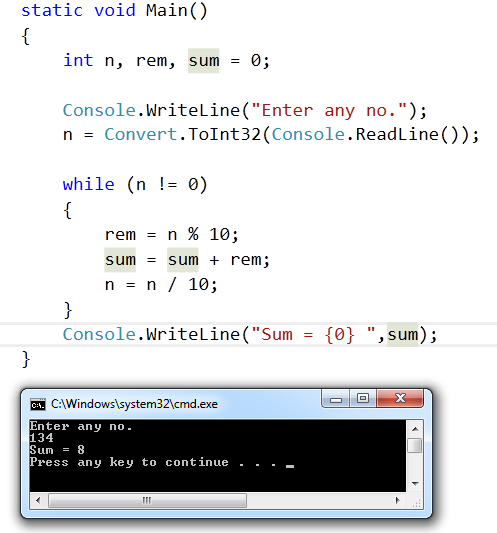 static void Main()
{
    int n, rem, sum = 0;

    Console.WriteLine("Enter any no.");
    n = Convert.ToInt32(Console.ReadLine());

    while (n != 0)
    {
        rem = n % 10;
        sum = sum + rem;
        n = n / 10;
    }
    Console.WriteLine("Sum = {0} ",sum);
}
C:\Windows\system32\cmd.exe
Enter any no.
134
Sum = 8
Press any key to continue . . . _